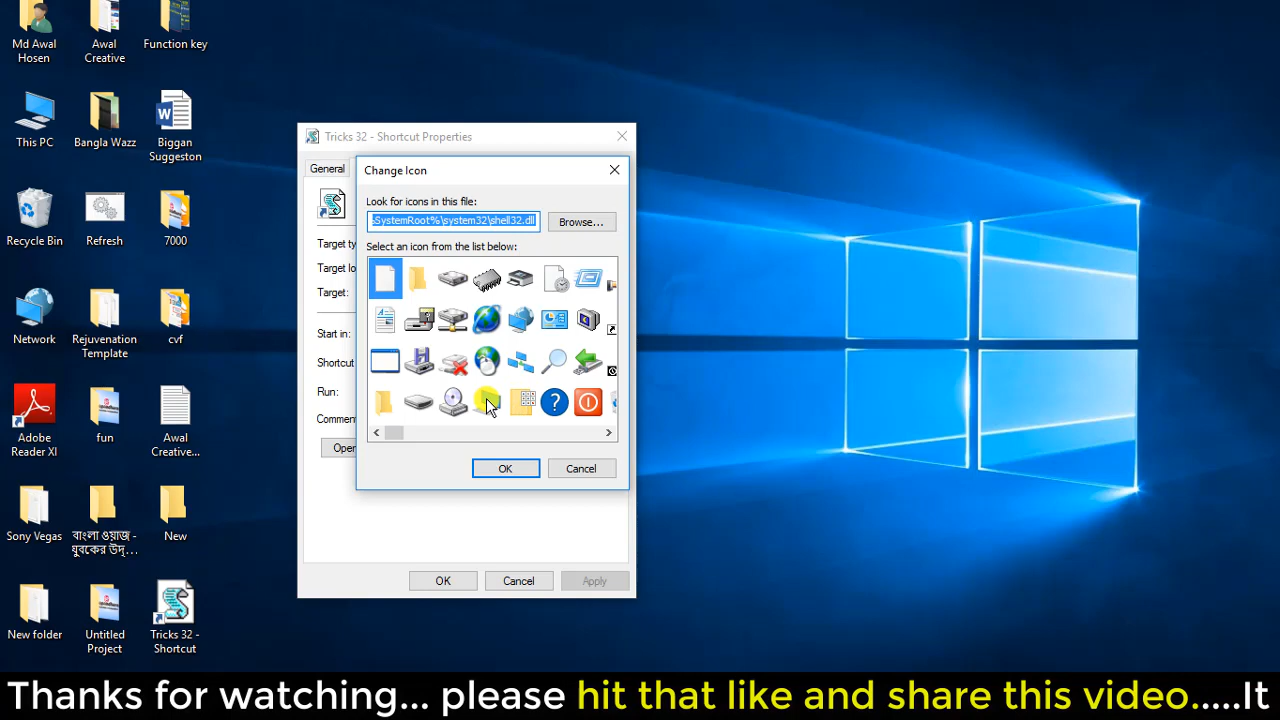 Md Awal
Hosen
Awal
Creative
Function key
This PC
Bangla Wazz
Biggan
Suggeston
Recycle Bin
Refresh
7000
Network
Rejuvenation
Template
cvf
Adobe
Reader XI
fun
Awal
Creative...
Sony Vegas
বাংলা ওয়াজ -
যুবকের উদ্...
New
New folder
Untitled
Project
Tricks 32 -
Shortcut
Tricks 32 - Shortcut Properties
General
Target ty
Target lo
Target:
Start in:
Shortcut
Run:
Commen
Oper
OK
Cancel
Apply
Change Icon
Look for icons in this file:
SystemRoot%\system32\shell32.dll
Browse...
Select an icon from the list below:
OK
Cancel
Thanks for watching... please hit that like and share this video.....It